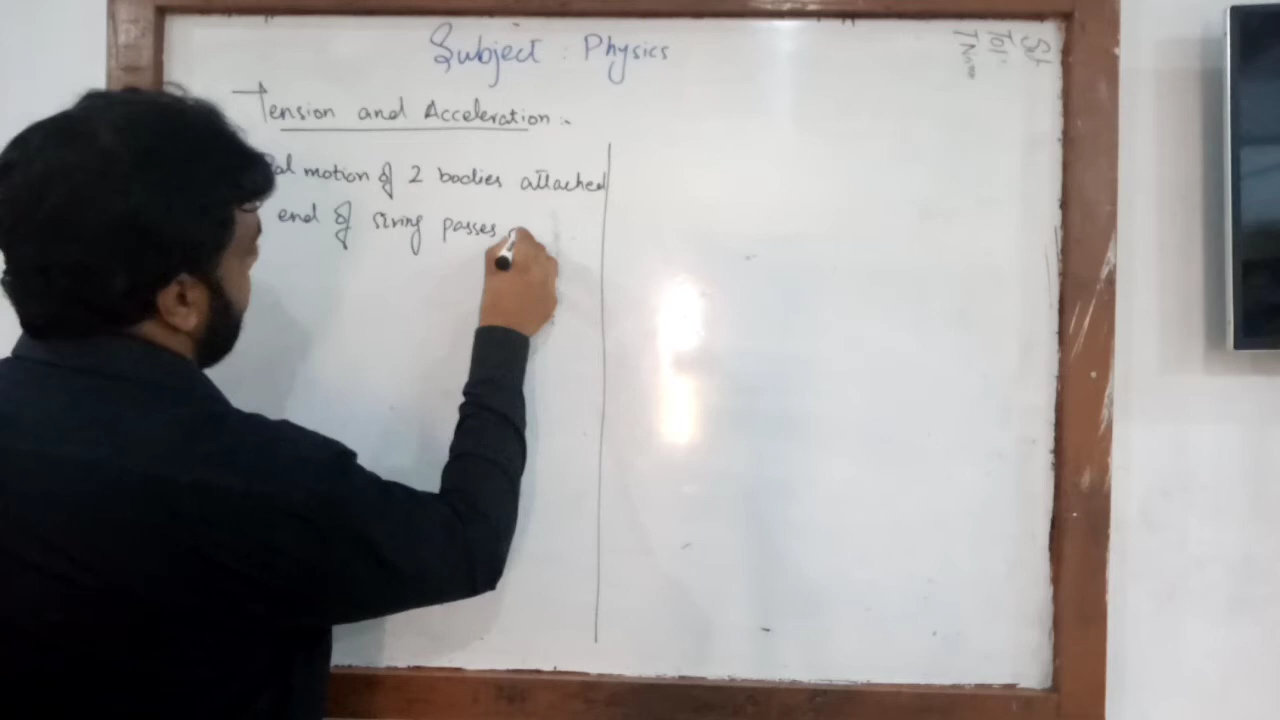 Subject : Physics
Tension and Acceleration :-
motion of 2 bodies attached
end of string passes